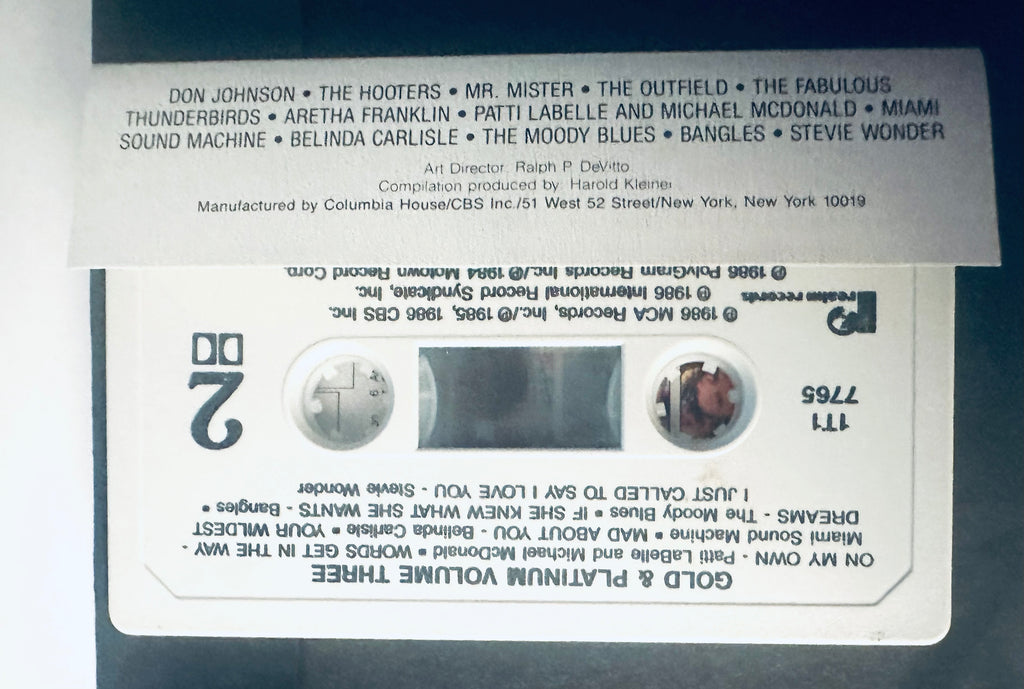 DON JOHNSON • THE HOOTERS • MR. MISTER • THE OUTFIELD • THE FABULOUS
THUNDERBIRDS • ARETHA FRANKLIN • PATTI LABELLE AND MICHAEL MCDONALD • MIAMI
SOUND MACHINE • BELINDA CARLISLE • THE MOODY BLUES • BANGLES • STEVIE WONDER
Art Director: Ralph P. DeVitto
Compilation produced by: Harold Kleiner
Manufactured by Columbia House/CBS Inc./51 West 52 Street/New York, New York 10019
GOLD & PLATINUM VOLUME THREE
ON MY OWN - Patti LaBelle and Michael McDonald • WORDS GET IN THE WAY -
Miami Sound Machine • MAD ABOUT YOU - Belinda Carlisle • YOUR WILDEST
DREAMS - The Moody Blues • IF SHE KNEW WHAT SHE WANTS - Bangles •
I JUST CALLED TO SAY I LOVE YOU - Stevie Wonder
1T1
7765
2
realm records
℗ 1986 MCA Records, Inc./℗ 1985, 1986 CBS Inc.
℗ 1986 International Record Syndicate, Inc.
℗ 1986 PolyGram Records Inc./℗ 1984 Motown Record Corp.